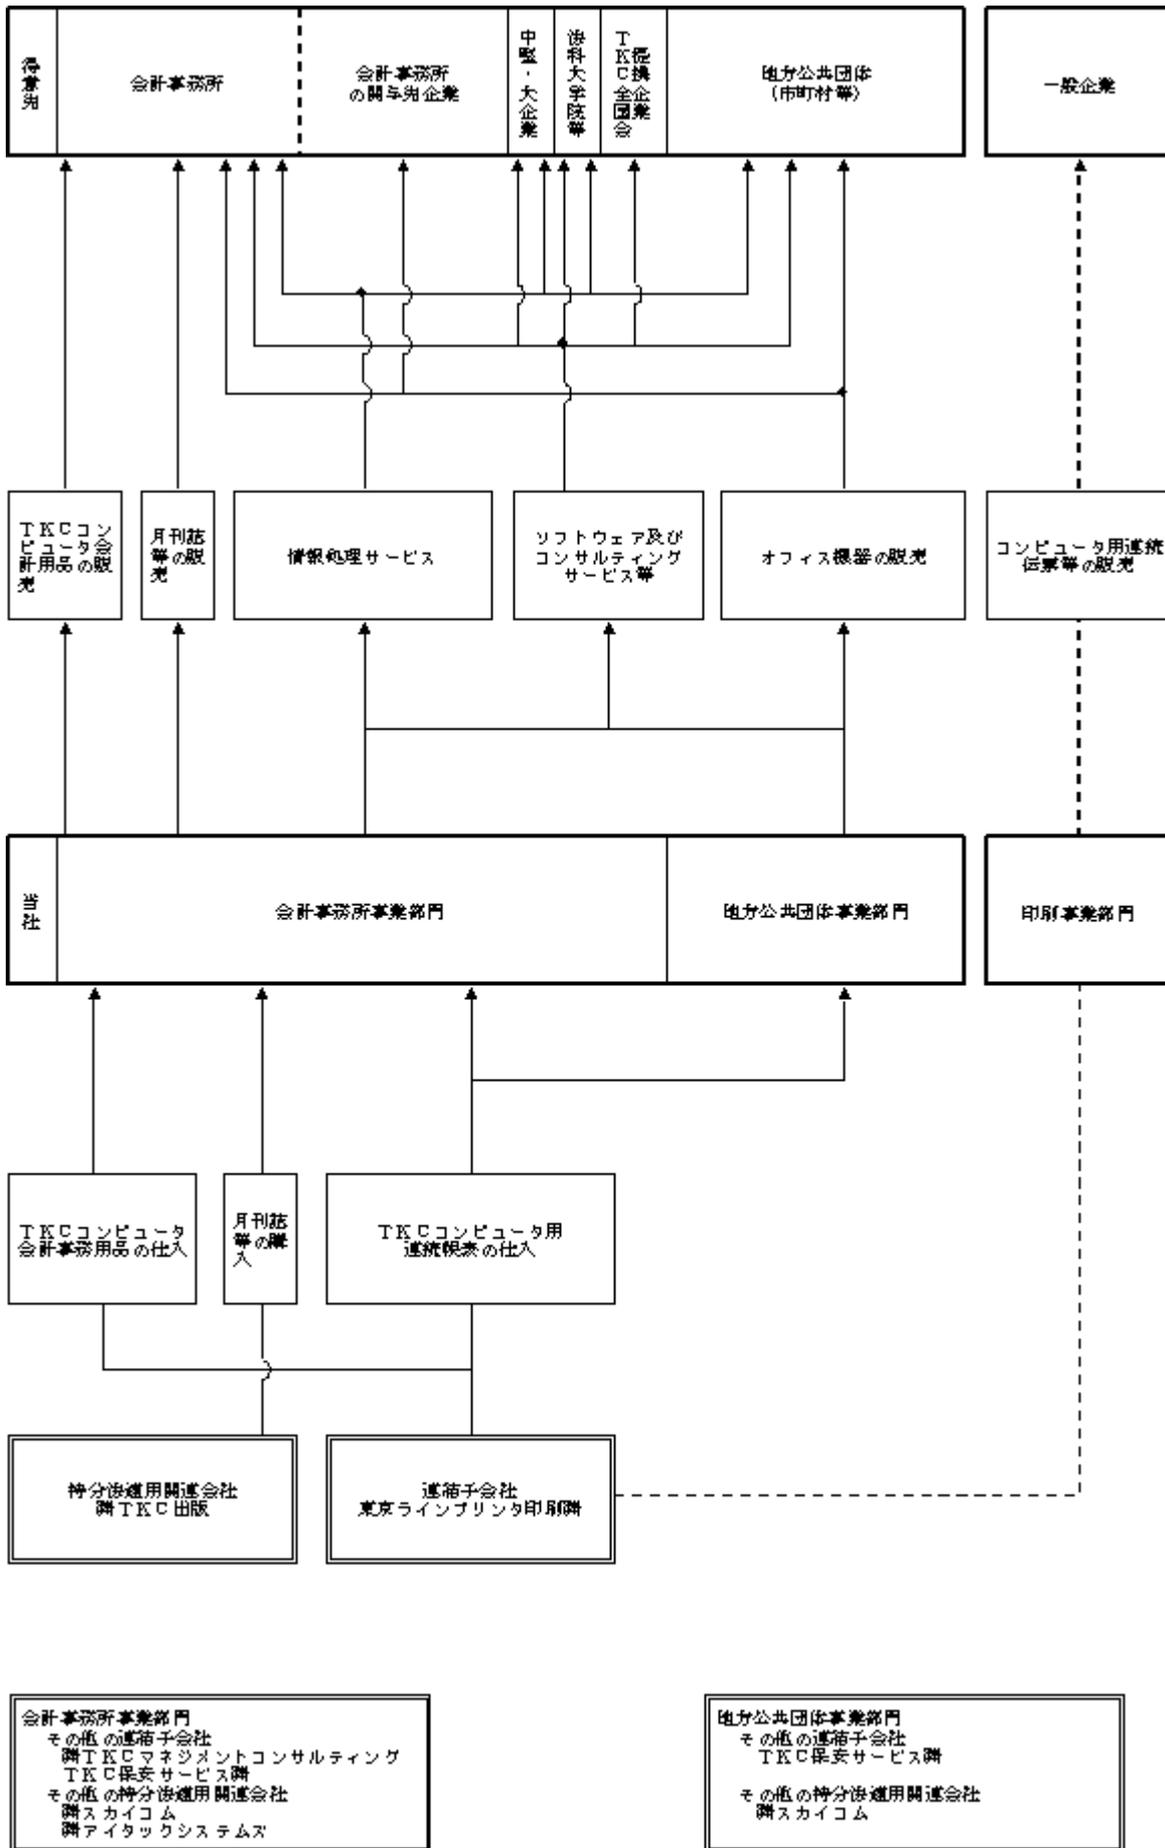 得意先
会計事務所
会計事務所
の関与先企業
中堅・大企業
法科大学院等
TKC全国会
提携企業
地方公共団体
(市町村等)
一般企業
TKCコン
ピュータ会
計用品の販
売
月刊誌
等の販
売
情報処理サービス
ソフトウェア及び
コンサルティング
サービス等
オフィス機器の販売
コンピュータ用連続
伝票等の販売
当社
会計事務所事業部門
地方公共団体事業部門
印刷事業部門
TKCコンピュータ
会計事務用品の仕入
月刊誌
等の購
入
TKCコンピュータ用
連続帳表の仕入
持分法適用関連会社
㈱TKC出版
連結子会社
東京ラインプリンタ印刷㈱
会計事務所事業部門
その他の連結子会社
㈱TKCマネジメントコンサルティング
TKC保安サービス㈱
その他の持分法適用関連会社
㈱スカイコム
㈱アイタックシステムズ
地方公共団体事業部門
その他の連結子会社
TKC保安サービス㈱
その他の持分法適用関連会社
㈱スカイコム